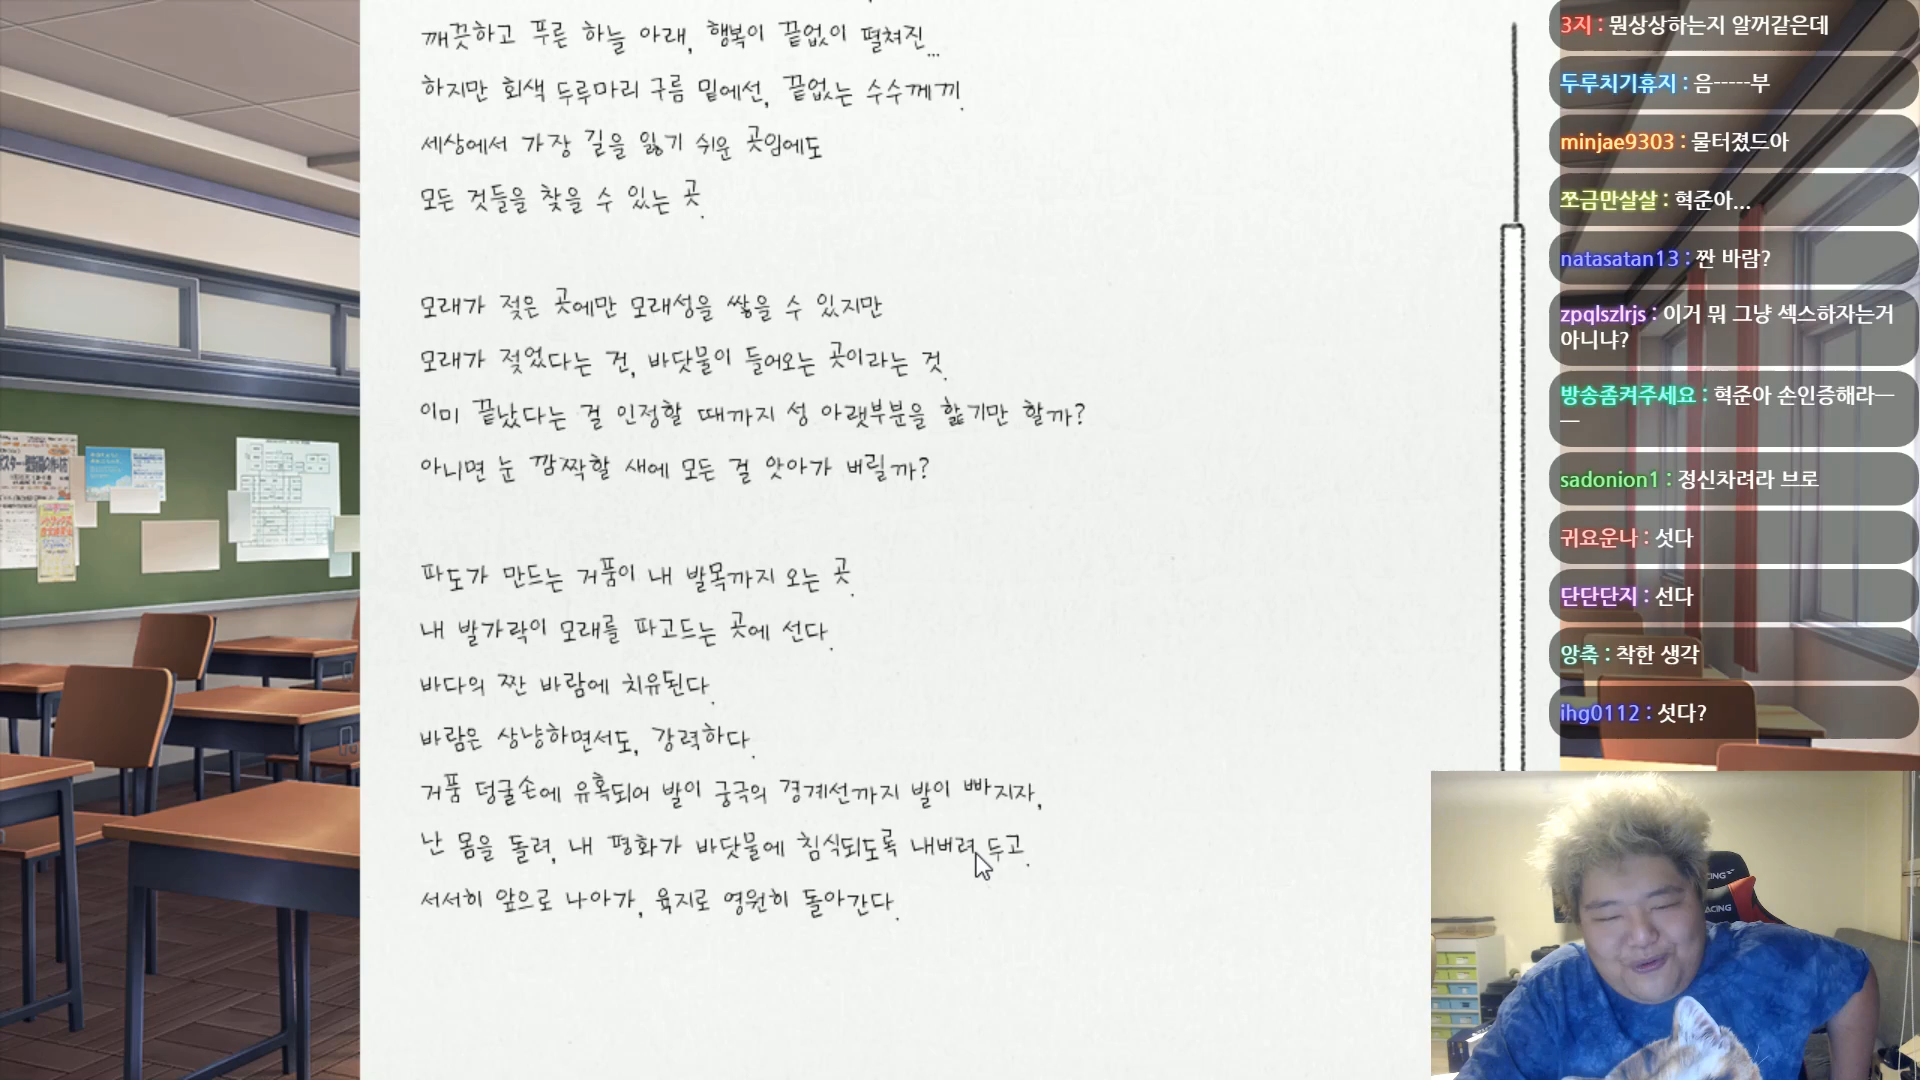 깨끗하고 푸른 하늘 아래, 행복이 끝없이 펼쳐진...
하지만 회색 두루마리 구름 밑에선, 끝없는 수수께끼.
세상에서 가장 길을 잃기 쉬운 곳임에도
모든 것들을 찾을 수 있는 곳.
모래가 젖은 곳에만 모래성을 쌓을 수 있지만
모래가 젖었다는 건, 바닷물이 들어오는 곳이라는 것.
이미 끝났다는 걸 인정할 때까지 성 아랫부분을 핥기만 할까?
아니면 눈 깜짝할 새에 모든 걸 앗아가 버릴까?
파도가 만드는 거품이 내 발목까지 오는 곳.
내 발가락이 모래를 파고드는 곳에 선다.
바다의 짠 바람에 치유된다.
바람은 상냥하면서도, 강력하다.
거품 덩굴손에 유혹되어 발이 궁극의 경계선까지 발이 빠지자,
난 몸을 돌려, 내 평화가 바닷물에 침식되도록 내버려 두고.
서서히 앞으로 나아가, 육지로 영원히 돌아간다.
3지 : 뭔상상하는지 알꺼같은데
두루치기휴지 : 음-----부
minjae9303 : 물터졌드아
쪼금만살살 : 혁준아...
natasatan13 : 짠 바람?
zpqlszlrjs : 이거 뭐 그냥 섹스하자는거
아니냐?
방송좀켜주세요 : 혁준아 손인증해라—
—
sadonion1 : 정신차려라 브로
귀요운나 : 섯다
단단단지 : 선다
앙축 : 착한 생각
ihg0112 : 섯다?